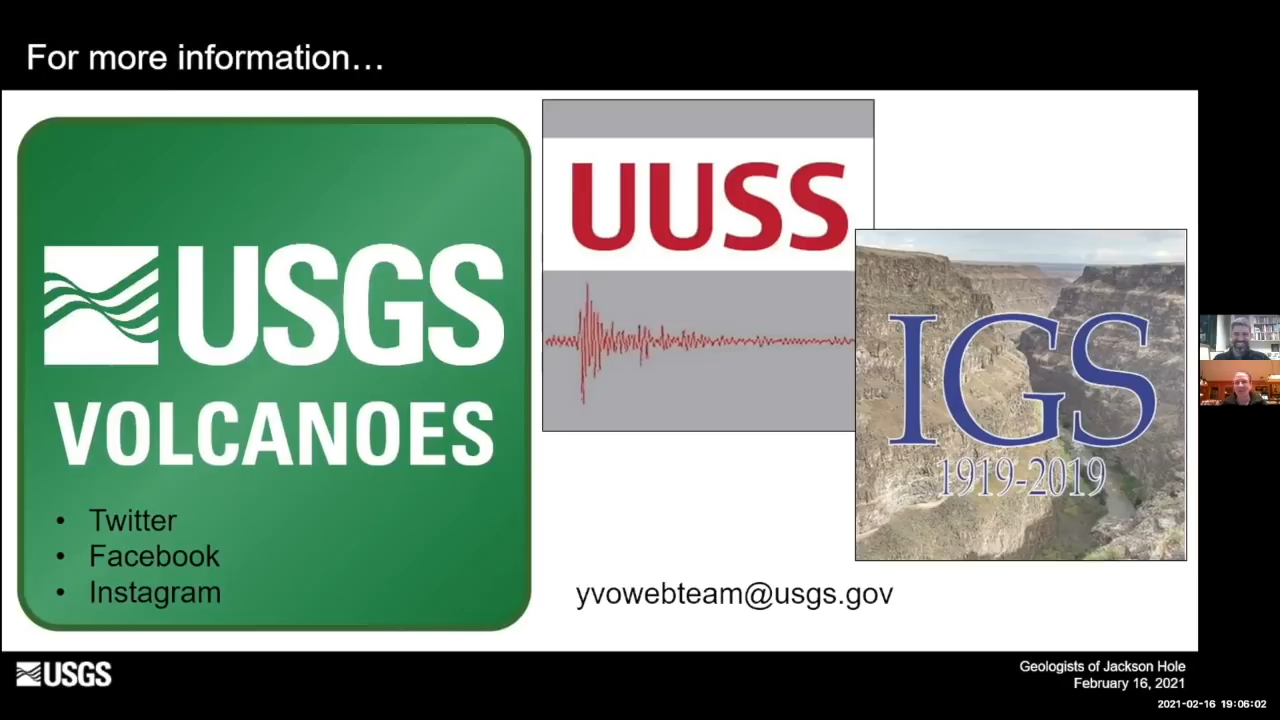 For more information…
USGS
VOLCANOES
• Twitter
• Facebook
• Instagram
UUSS
IGS
1919-2019
yvowebteam@usgs.gov
USGS
Geologists of Jackson Hole
February 16, 2021
2021-02-16 19:06:02